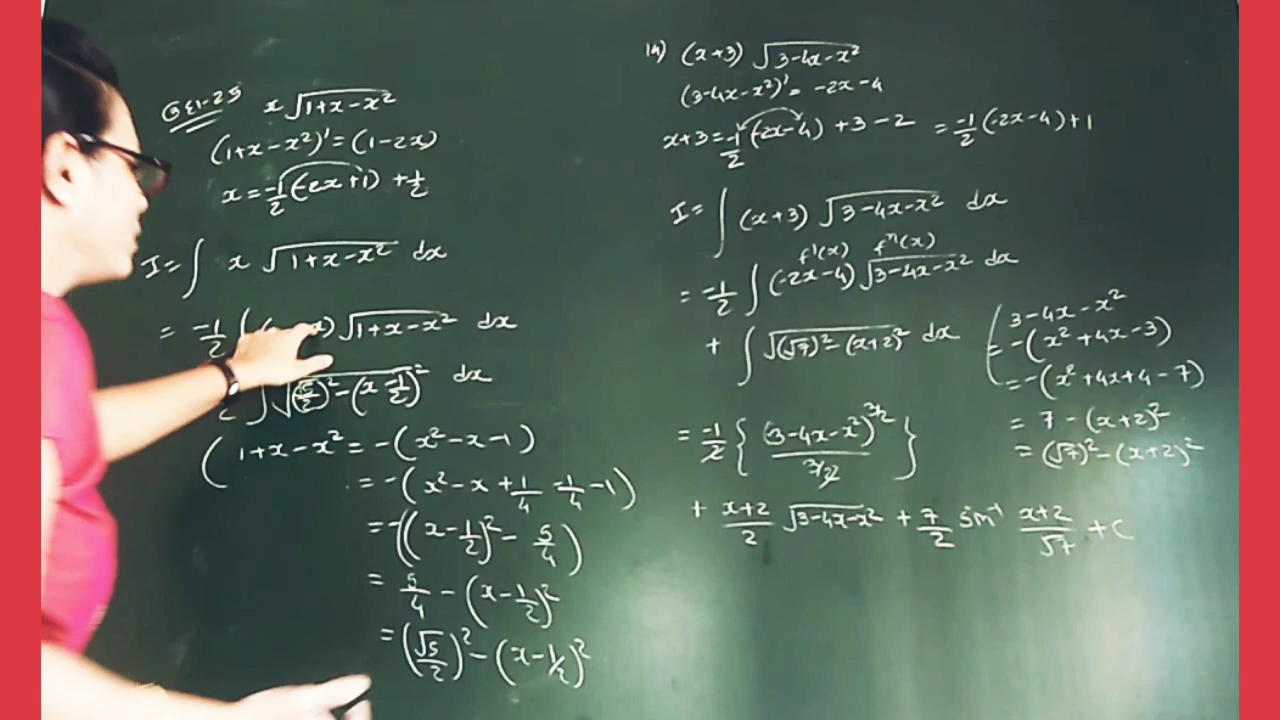 x √(1+x-x²)
(1+x-x²)' = (1-2x)
x = -1/2 (-2x+1) + 1/2
I = ∫ x √(1+x-x²) dx
= -1/2 ∫ √(1+x-x²) dx
∫ √((√5/2)² - (x-1/2)²) dx
( 1+x-x² = -(x²-x-1)
= -(x²-x+1/4 -1/4 -1)
= -((x-1/2)² - 5/4)
= 5/4 - (x-1/2)²
= (√5/2)² - (x-1/2)²
14) (x+3) √(3-4x-x²)
(3-4x-x²)' = -2x-4
x+3 = -1/2 (-2x-4) +3-2 = -1/2 (-2x-4)+1
I = ∫ (x+3) √(3-4x-x²) dx
f'(x) fⁿ(x)
= -1/2 ∫ (-2x-4) √(3-4x-x²) dx
+ ∫ √((√7)² - (x+2)²) dx
( 3-4x-x²
= -(x²+4x-3)
= -(x²+4x+4-7)
= 7-(x+2)²
= (√7)² - (x+2)²
= -1/2 { (3-4x-x²)^3/2 / 3/2 }
+ x+2/2 √(3-4x-x²) + 7/2 sin⁻¹ x+2/√7 + C